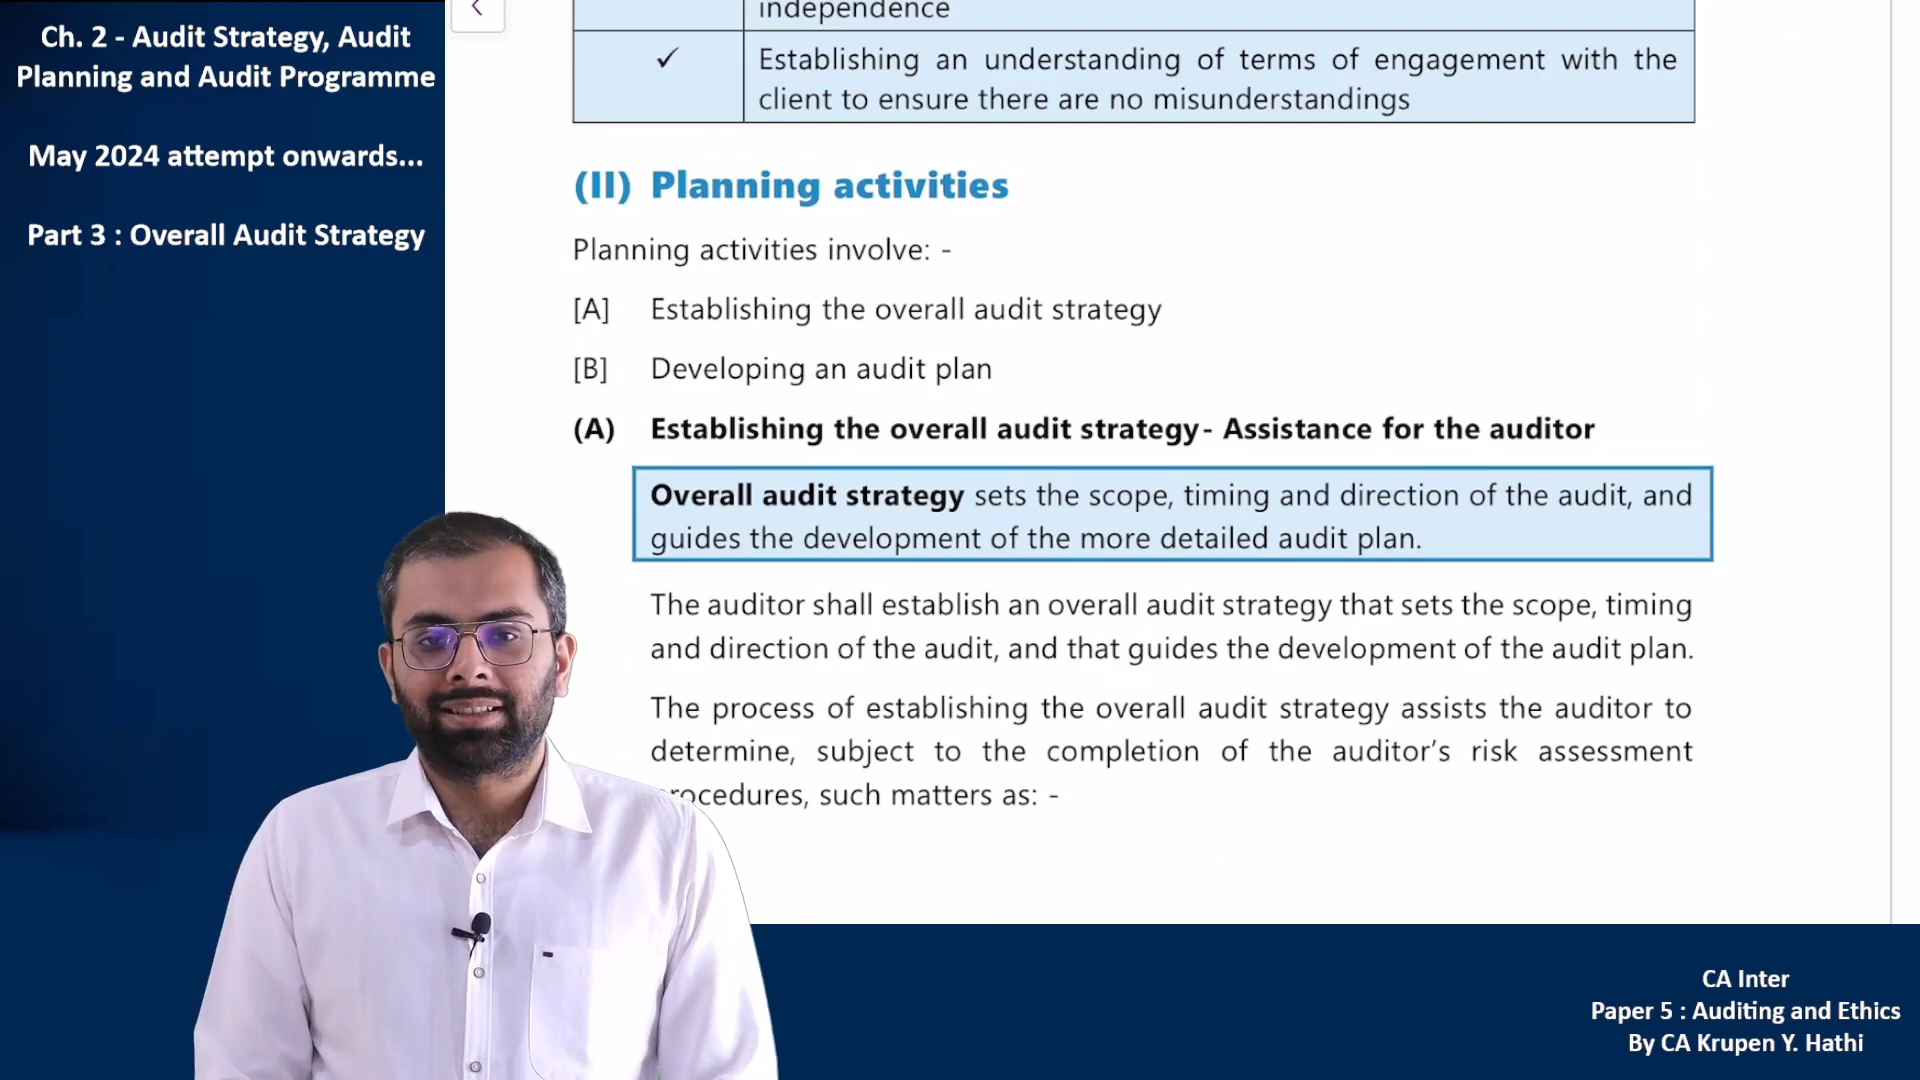 Ch. 2 - Audit Strategy, Audit
Planning and Audit Programme
May 2024 attempt onwards...
Part 3 : Overall Audit Strategy
independence
✓ Establishing an understanding of terms of engagement with the
client to ensure there are no misunderstandings
(II) Planning activities
Planning activities involve: -
[A] Establishing the overall audit strategy
[B] Developing an audit plan
(A) Establishing the overall audit strategy- Assistance for the auditor
Overall audit strategy sets the scope, timing and direction of the audit, and
guides the development of the more detailed audit plan.
The auditor shall establish an overall audit strategy that sets the scope, timing
and direction of the audit, and that guides the development of the audit plan.
The process of establishing the overall audit strategy assists the auditor to
determine, subject to the completion of the auditor’s risk assessment
rocedures, such matters as: -
CA Inter
Paper 5 : Auditing and Ethics
By CA Krupen Y. Hathi